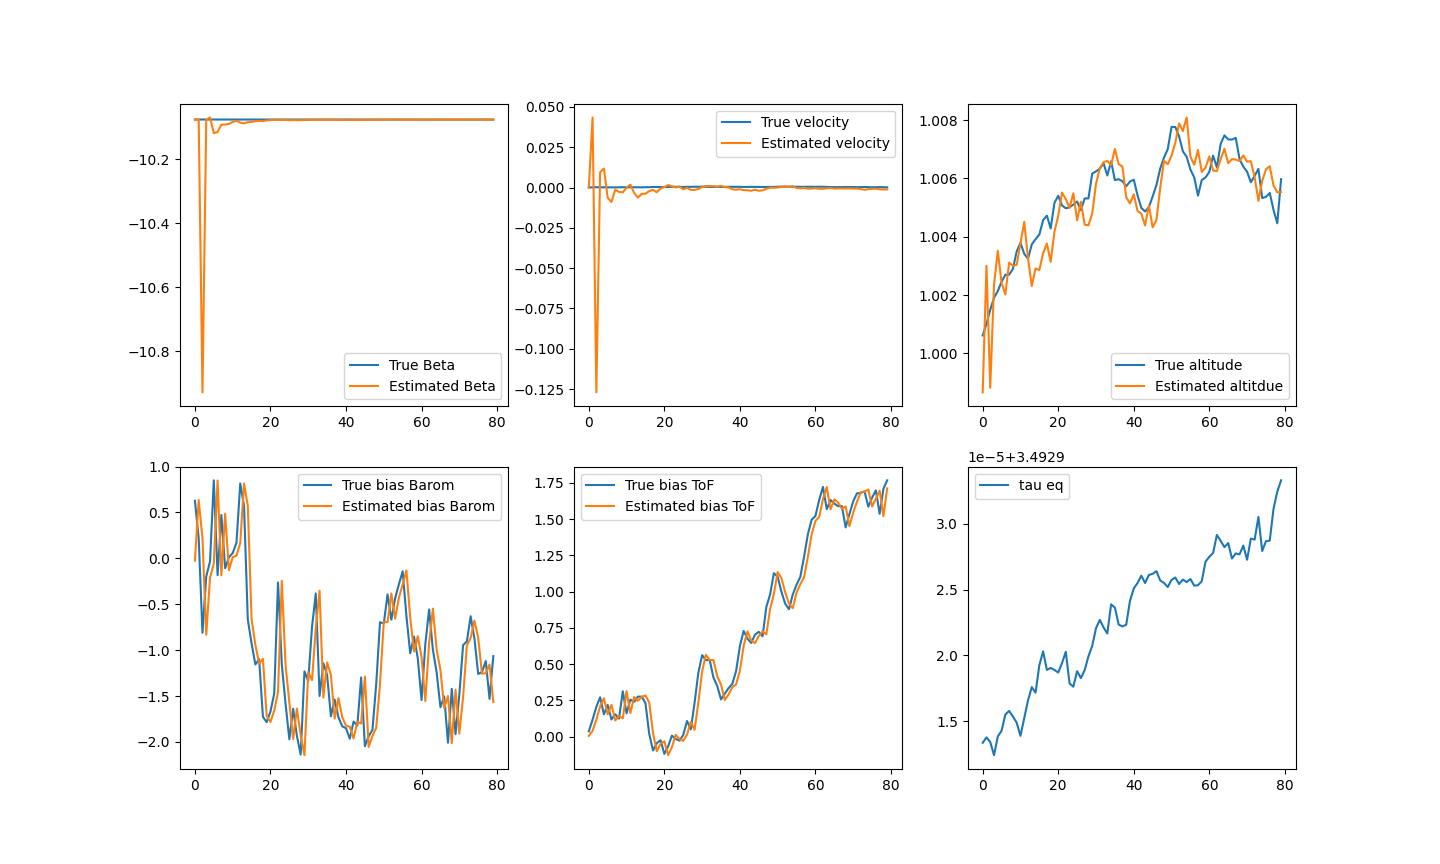 −10.2
−10.4
−10.6
−10.8
0 20 40 60 80
True Beta
Estimated Beta
0.050
0.025
0.000
−0.025
−0.050
−0.075
−0.100
−0.125
0 20 40 60 80
True velocity
Estimated velocity
1.008
1.006
1.004
1.002
1.000
0 20 40 60 80
True altitude
Estimated altitdue
1.0
0.5
0.0
−0.5
−1.0
−1.5
−2.0
0 20 40 60 80
True bias Barom
Estimated bias Barom
1.75
1.50
1.25
1.00
0.75
0.50
0.25
0.00
0 20 40 60 80
True bias ToF
Estimated bias ToF
1e-5+3.4929
3.0
2.5
2.0
1.5
0 20 40 60 80
tau eq